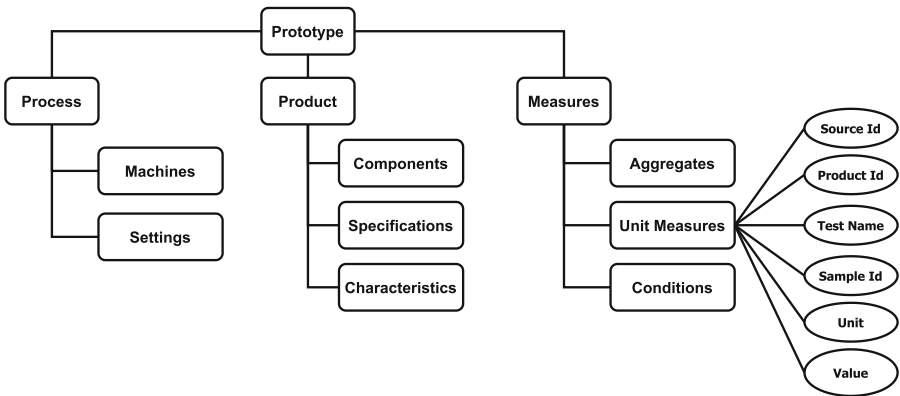 Prototype
Process
Product
Measures
Machines
Settings
Components
Specifications
Characteristics
Aggregates
Unit Measures
Conditions
Source Id
Product Id
Test Name
Sample Id
Unit
Value